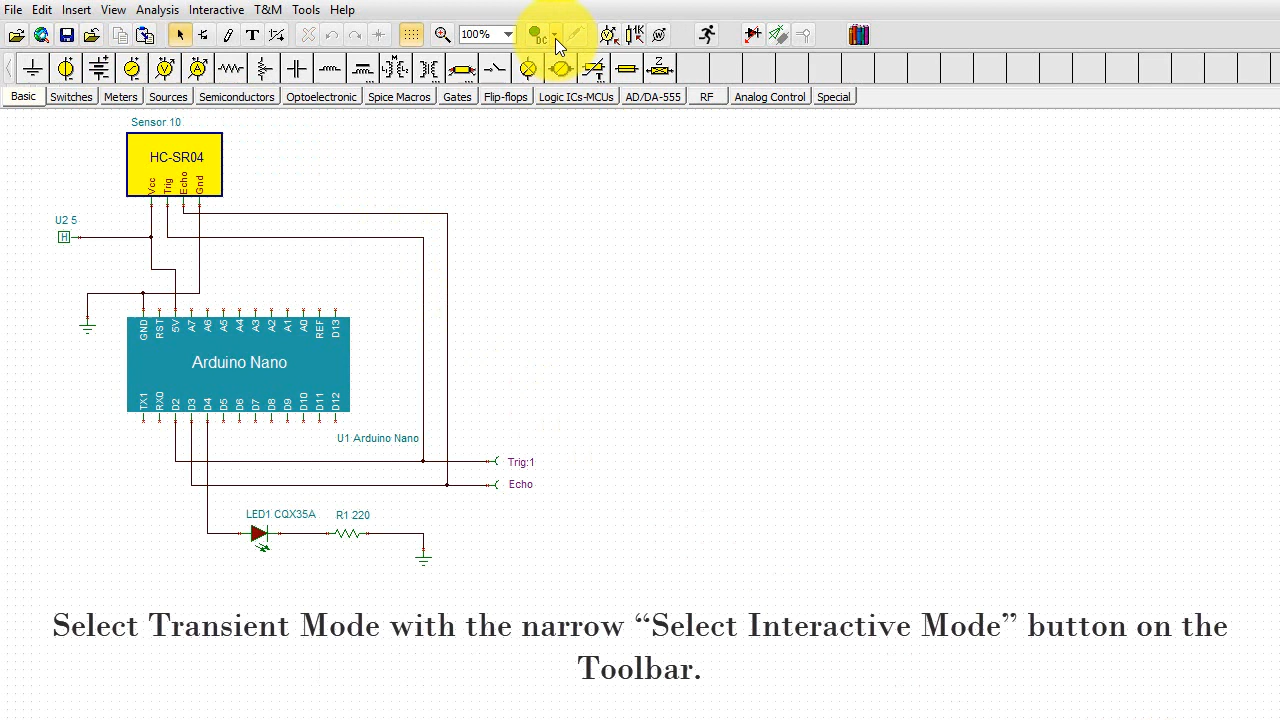 File Edit Insert View Analysis Interactive T&M Tools Help
100% DC
Basic Switches Meters Sources Semiconductors Optoelectronic Spice Macros Gates Flip-flops Logic ICs-MCUs AD/DA-555 RF Analog Control Special
Sensor 10
HC-SR04
Vcc Trig Echo Gnd
U2 5
H
GND RST 5V A7 A6 A5 A4 A3 A2 A1 A0 REF D13
Arduino Nano
TX1 RX0 D2 D3 D4 D5 D6 D7 D8 D9 D10 D11 D12
U1 Arduino Nano
Trig:1
Echo
LED1 CQX35A R1 220
Select Transient Mode with the narrow “Select Interactive Mode” button on the
Toolbar.